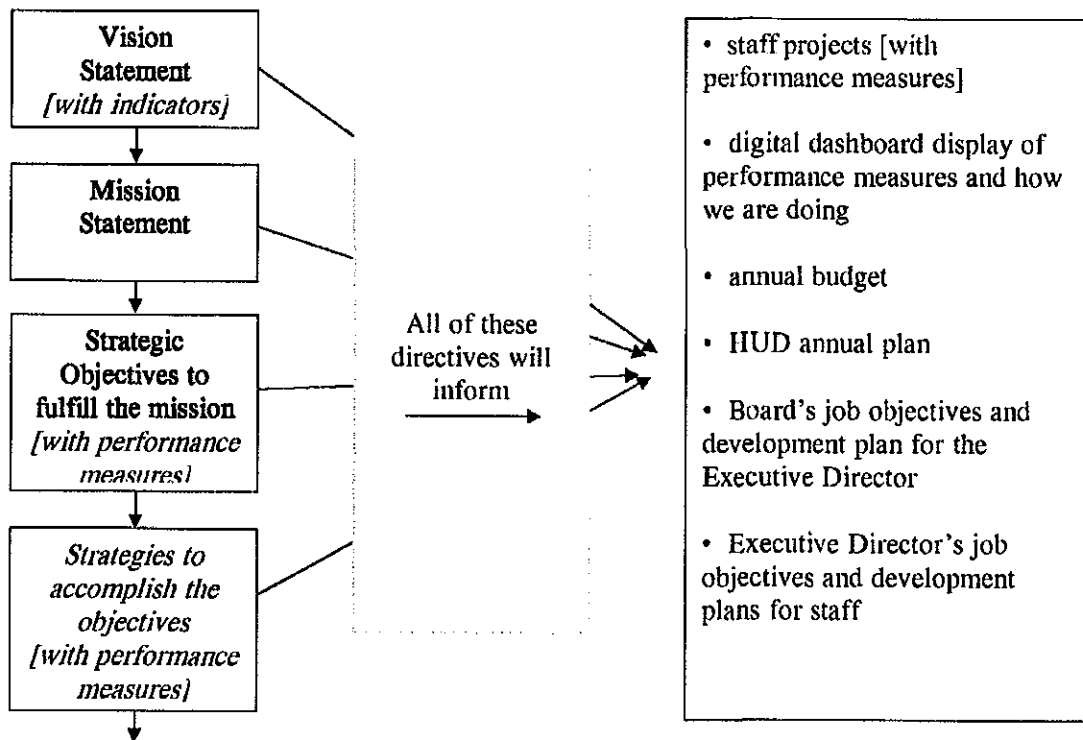 Vision
Statement
[with indicators]
Mission
Statement
Strategic
Objectives to
fulfill the mission
[with performance
measures]
Strategies to
accomplish the
objectives
[with performance
measures]
All of these
directives will
inform
• staff projects [with
performance measures]
• digital dashboard display of
performance measures and how
we are doing
• annual budget
• HUD annual plan
• Board's job objectives and
development plan for the
Executive Director
• Executive Director's job
objectives and development
plans for staff